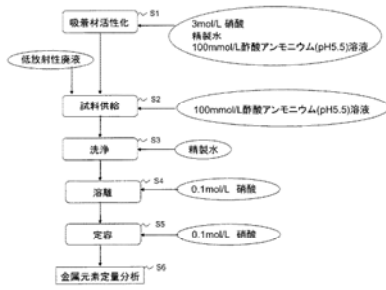 吸着材活性化
S1
3mol/L 硝酸
精製水
100mmol/L酢酸アンモニウム(pH5.5)溶液
低放射性廃液
試料供給
S2
100mmol/L酢酸アンモニウム(pH5.5)溶液
洗浄
S3
精製水
溶離
S4
0.1mol/L 硝酸
定容
S5
0.1mol/L 硝酸
金属元素定量分析
S6